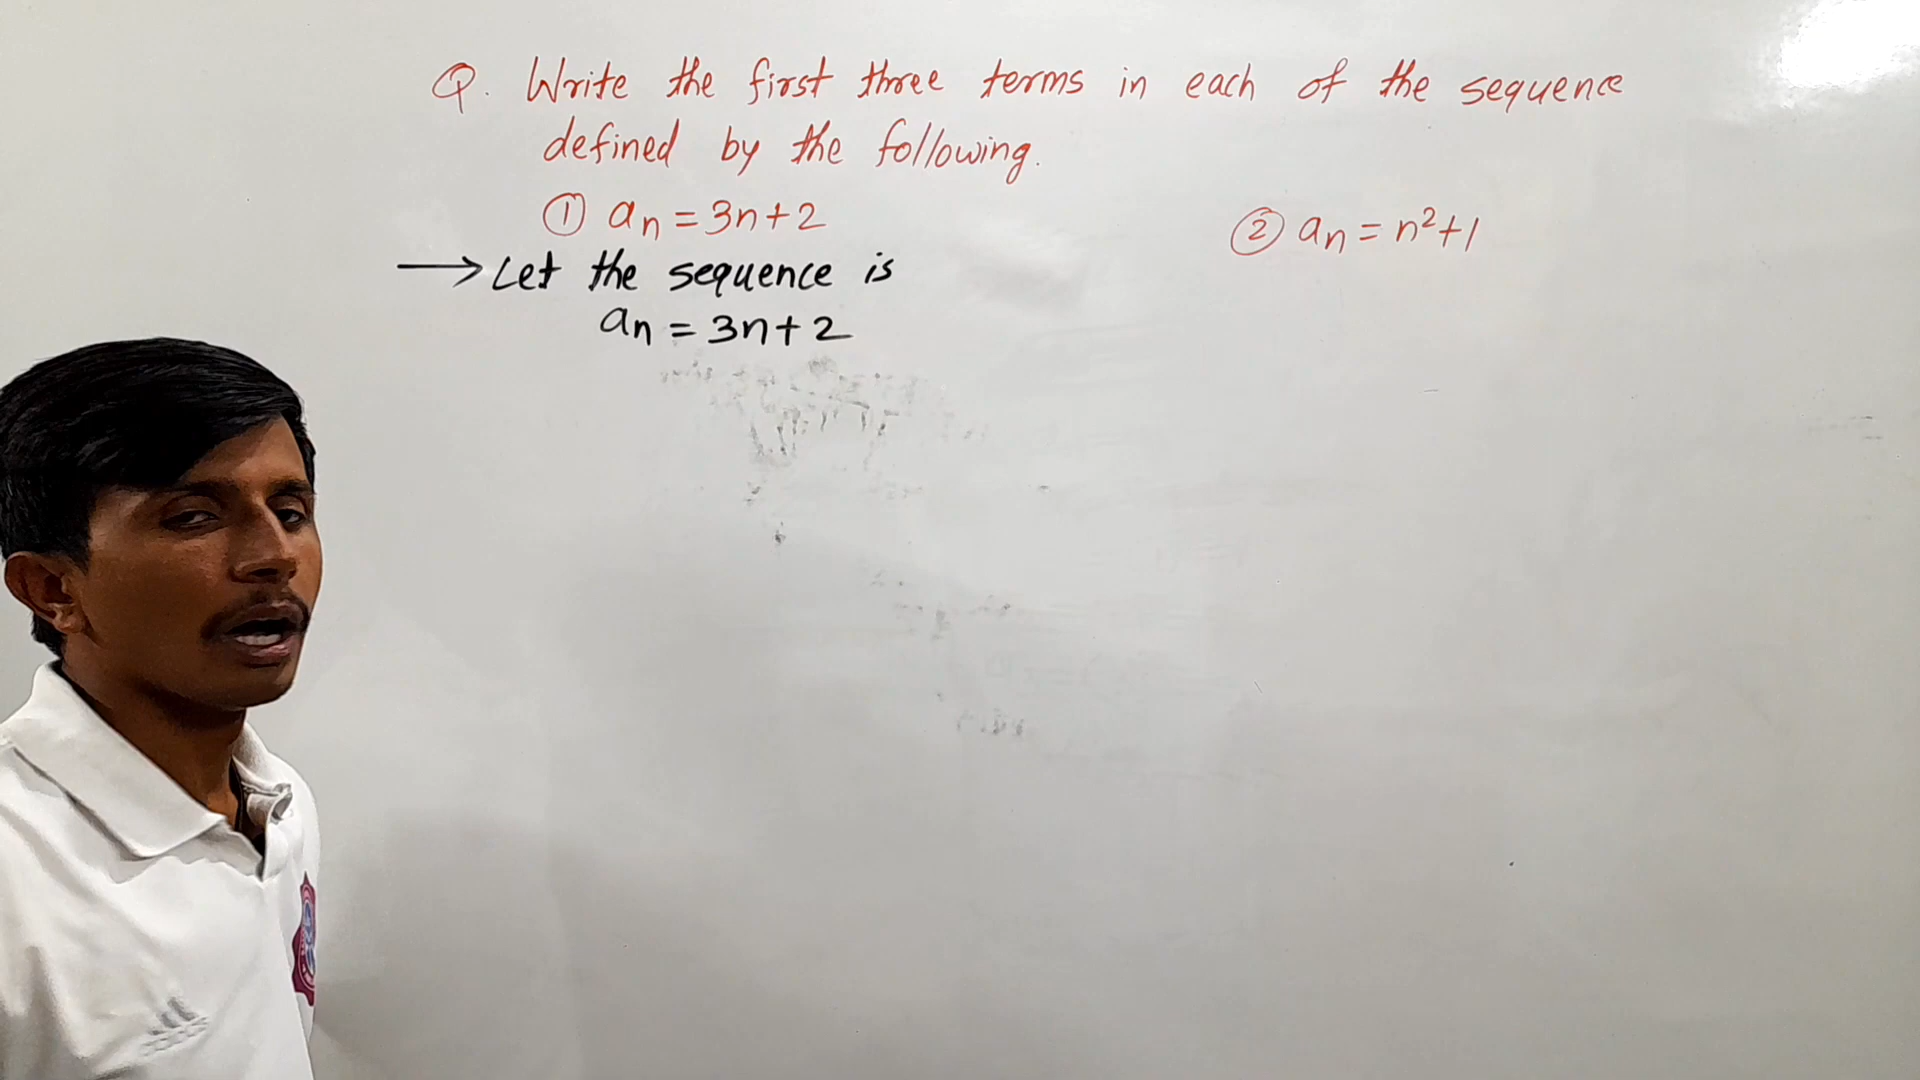 Q. Write the first three terms in each of the sequence
defined by the following.
① an = 3n+2
② an = n²+1
→ Let the sequence is
an = 3n+2